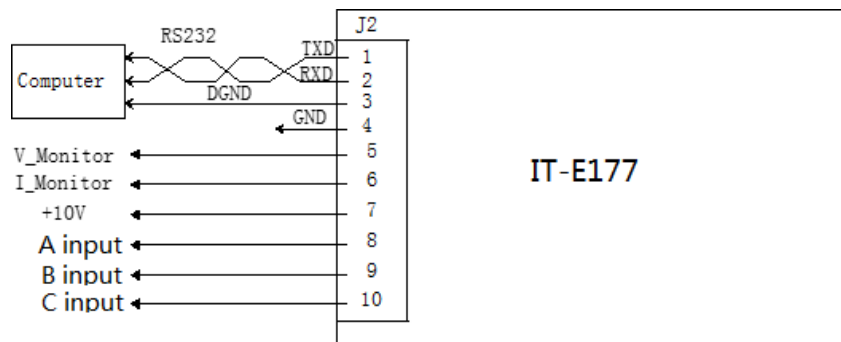 J2
RS232
TXD 1
Computer
RXD 2
DGND 3
GND 4
V_Monitor 5
I_Monitor 6
IT-E177
+10V 7
A input 8
B input 9
C input 10